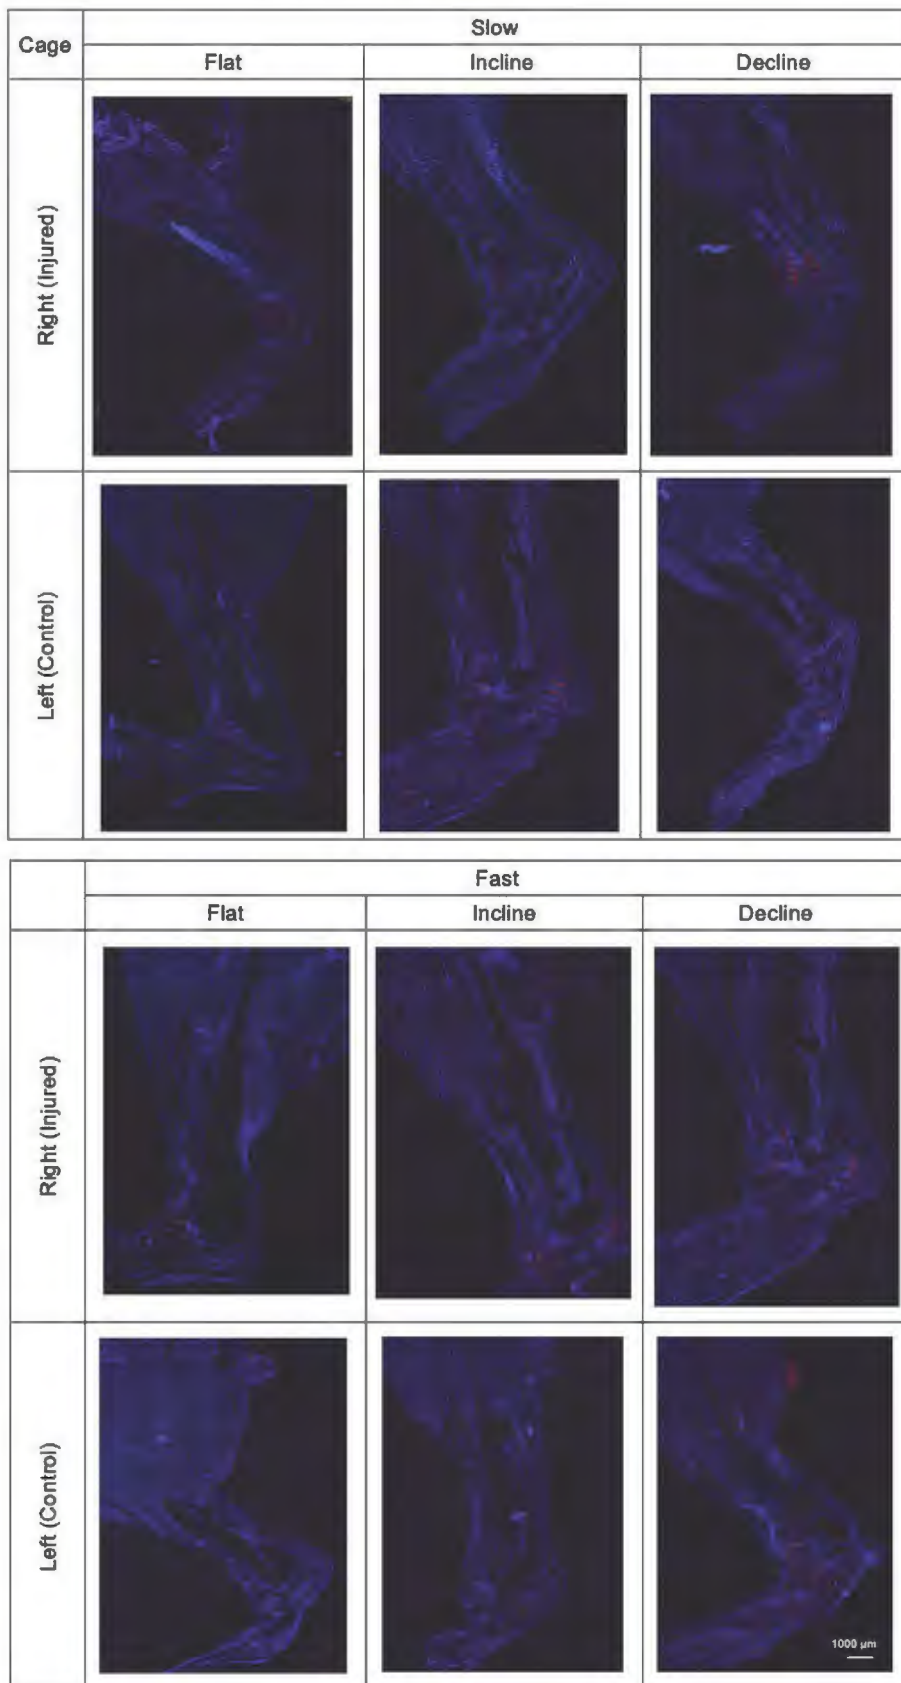 Cage
Slow
Flat
Incline
Decline
Right (Injured)
Left (Control)
Fast
Flat
Incline
Decline
Right (Injured)
Left (Control)
1000 μm